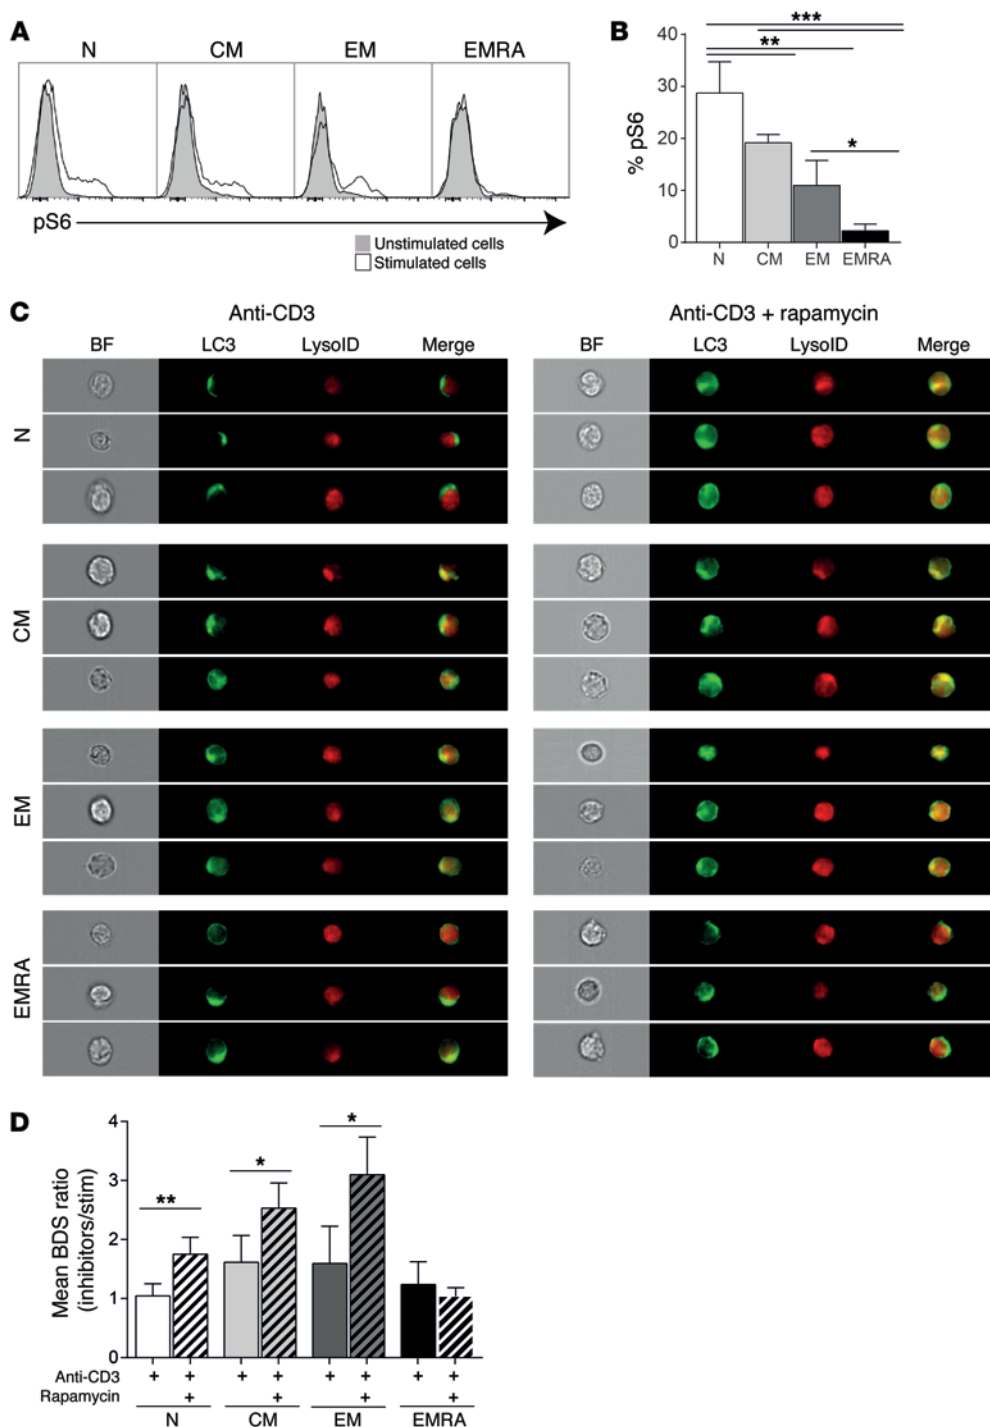 A
N CM EM EMRA
pS6
Unstimulated cells
Stimulated cells
B
***
**
*
40
30
20
10
0
% pS6
N CM EM EMRA
C
Anti-CD3 Anti-CD3 + rapamycin
BF LC3 LysoID Merge BF LC3 LysoID Merge
N
CM
EM
EMRA
D
4
3
2
1
0
Mean BDS ratio
(inhibitors/stim)
** * *
Anti-CD3 + + + + + + + +
Rapamycin + + + +
N CM EM EMRA